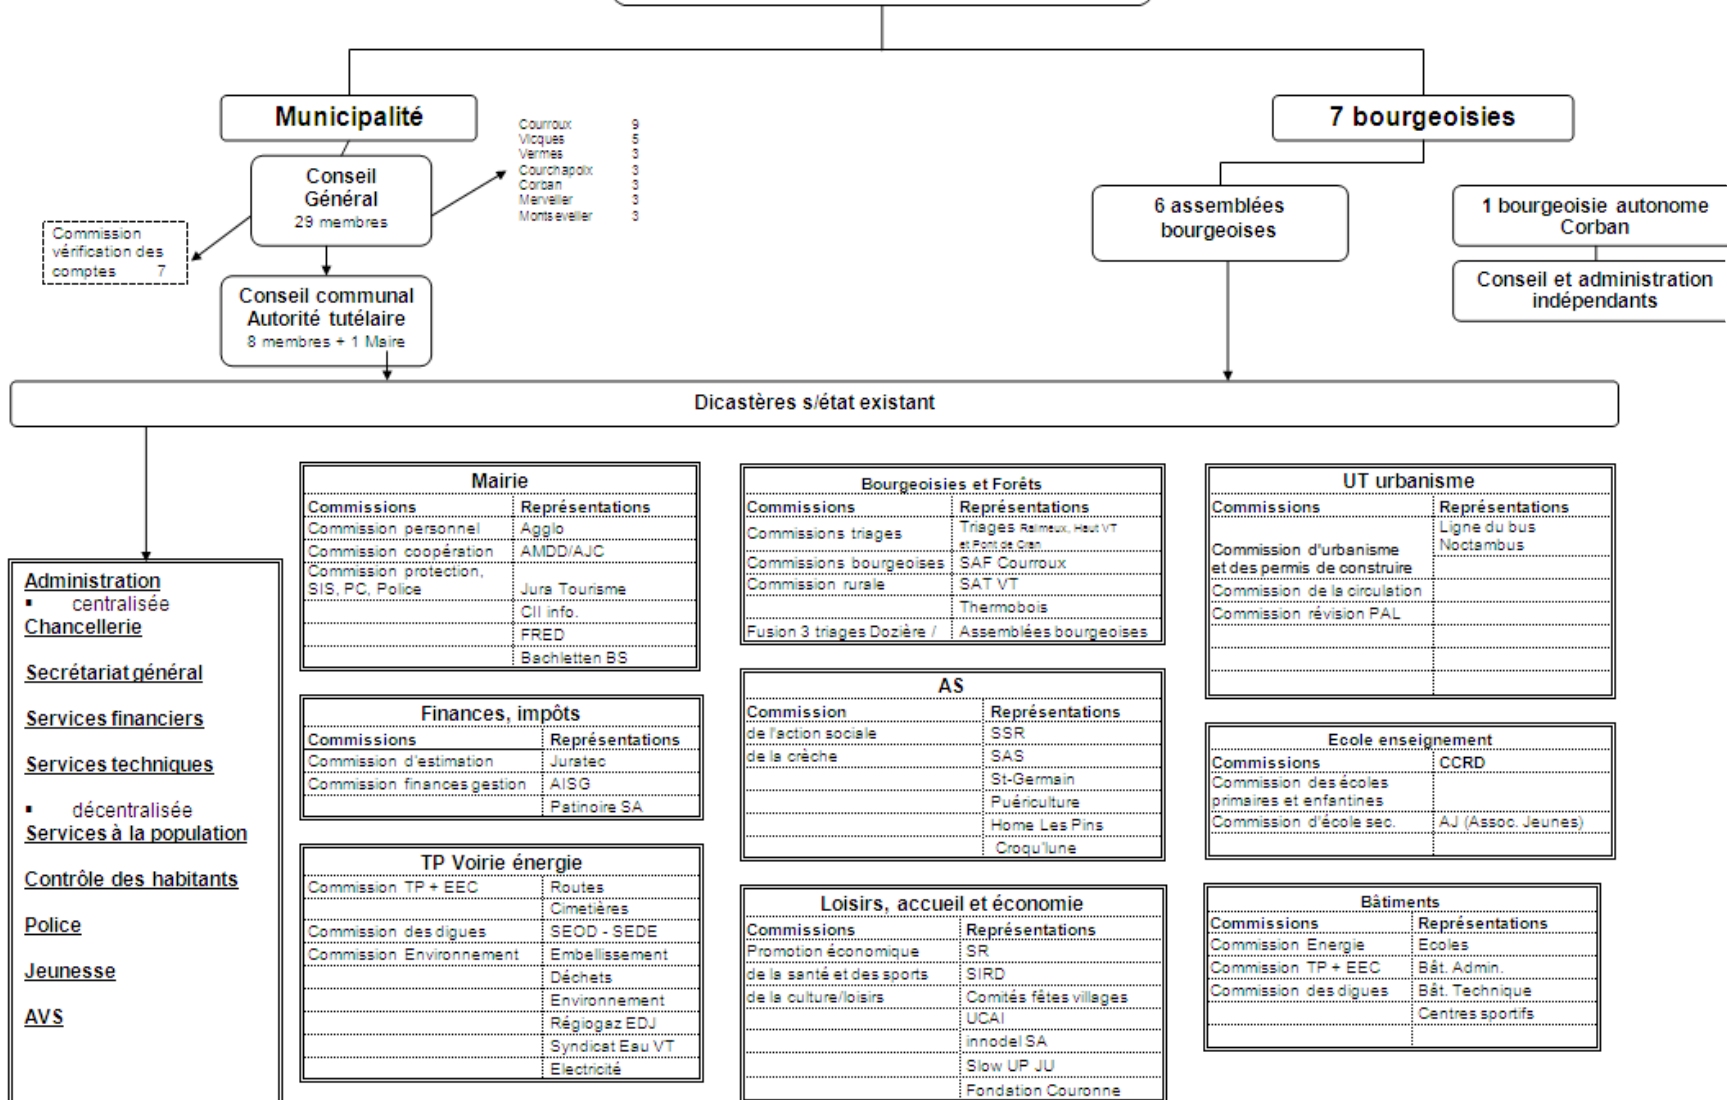 Municipalité
7 bourgeoisies
Conseil
Général
29 membres
Courroux 9
Vicques 5
Vermes 3
Courchapoix 3
Corban 3
Mervelier 3
Montsevelier 3
Commission
vérification des
comptes 7
Conseil communal
Autorité tutélaire
8 membres + 1 Maire
6 assemblées
bourgeoises
1 bourgeoisie autonome
Corban
Conseil et administration
indépendants
Dicastères s/état existant
Administration
▪ centralisée
Chancellerie
Secrétariat général
Services financiers
Services techniques
▪ décentralisée
Services à la population
Contrôle des habitants
Police
Jeunesse
AVS
Mairie
Commissions Représentations
Commission personnel Agglo
Commission coopération AMDD/AJC
Commission protection,
SIS, PC, Police Jura Tourisme
CII info.
FRED
Bachletten BS
Finances, impôts
Commissions Représentations
Commission d'estimation Juratec
Commission finances gestion AISG
Patinoire SA
TP Voirie énergie
Commission TP + EEC Routes
Cimetières
Commission des digues SEOD - SEDE
Commission Environnement Embellissement
Déchets
Environnement
Régiogaz EDJ
Syndicat Eau VT
Electricité
Bourgeoisies et Forêts
Commissions Représentations
Commissions triages Triages Raimeux, Haut VT
et Pont de Cran
Commissions bourgeoises SAF Courroux
Commission rurale SAT VT
Thermobois
Fusion 3 triages Dozière / Assemblées bourgeoises
AS
Commission Représentations
de l'action sociale SSR
de la crèche SAS
St-Germain
Puériculture
Home Les Pins
Croqu'lune
Loisirs, accueil et économie
Commissions Représentations
Promotion économique SR
de la santé et des sports SIRD
de la culture/loisirs Comités fêtes villages
UCAI
innodel SA
Slow UP JU
Fondation Couronne
UT urbanisme
Commissions Représentations
Ligne du bus
Noctambus
Commission d'urbanisme
et des permis de construire
Commission de la circulation
Commission révision PAL
Ecole enseignement
Commissions CCRD
Commission des écoles
primaires et enfantines
Commission d'école sec. AJ (Assoc. Jeunes)
Bâtiments
Commissions Représentations
Commission Energie Ecoles
Commission TP + EEC Bât. Admin.
Commission des digues Bât. Technique
Centres sportifs